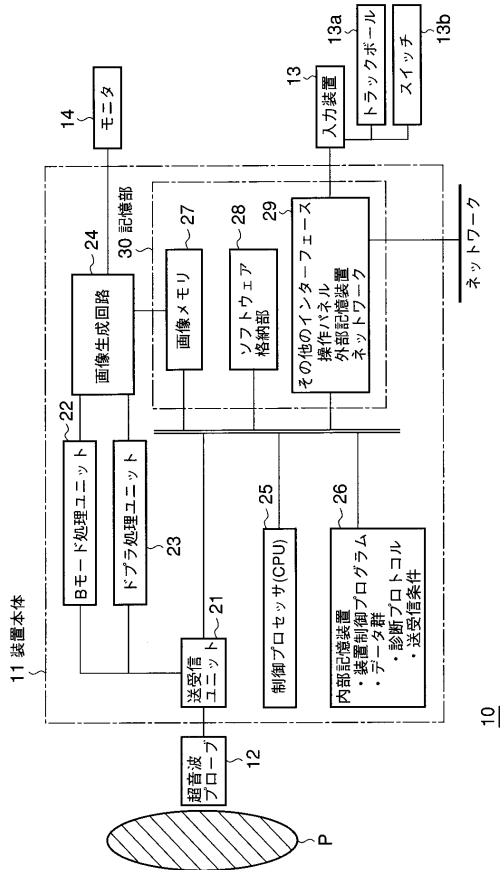 11 装置本体
22
Bモード処理ユニット
ドプラ処理ユニット
23
24
画像生成回路
14
モニタ
30 記憶部
27
画像メモリ
28
ソフトウェア
格納部
29
その他のインターフェース
操作パネル
外部記憶装置
ネットワーク
13
入力装置
13a
トラックボール
スイッチ
13b
ネットワーク
超音波
プローブ
12
21
送受信
ユニット
25
制御プロセッサ(CPU)
26
内部記憶装置
・装置制御プログラム
・データ群
・診断プロトコル
・送受信条件
P
10